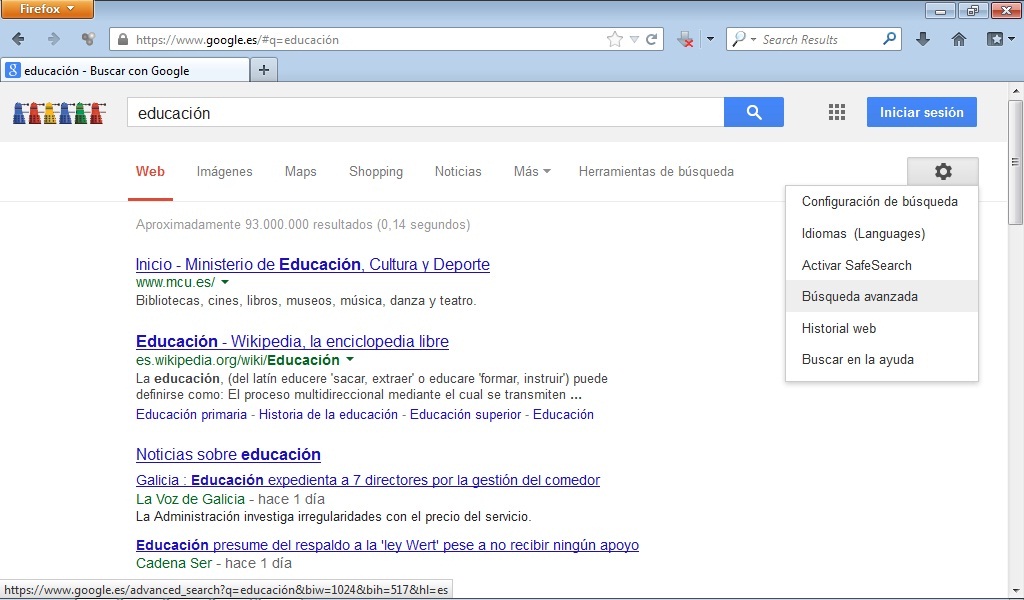 Firefox
https://www.google.es/#q=educación
Search Results
educación - Buscar con Google
educación
Iniciar sesión
Web
Imágenes
Maps
Shopping
Noticias
Más
Herramientas de búsqueda
Configuración de búsqueda
Idiomas (Languages)
Activar SafeSearch
Búsqueda avanzada
Historial web
Buscar en la ayuda
Aproximadamente 93.000.000 resultados (0,14 segundos)
Inicio - Ministerio de Educación, Cultura y Deporte
www.mcu.es/
Bibliotecas, cines, libros, museos, música, danza y teatro.
Educación - Wikipedia, la enciclopedia libre
es.wikipedia.org/wiki/Educación
La educación, (del latín educere 'sacar, extraer' o educare 'formar, instruir') puede
definirse como: El proceso multidireccional mediante el cual se transmiten ...
Educación primaria - Historia de la educación - Educación superior - Educación
Noticias sobre educación
Galicia : Educación expedienta a 7 directores por la gestión del comedor
La Voz de Galicia - hace 1 día
La Administración investiga irregularidades con el precio del servicio.
Educación presume del respaldo a la 'ley Wert' pese a no recibir ningún apoyo
Cadena Ser - hace 1 día
https://www.google.es/advanced_search?q=educación&biw=1024&bih=517&hl=es